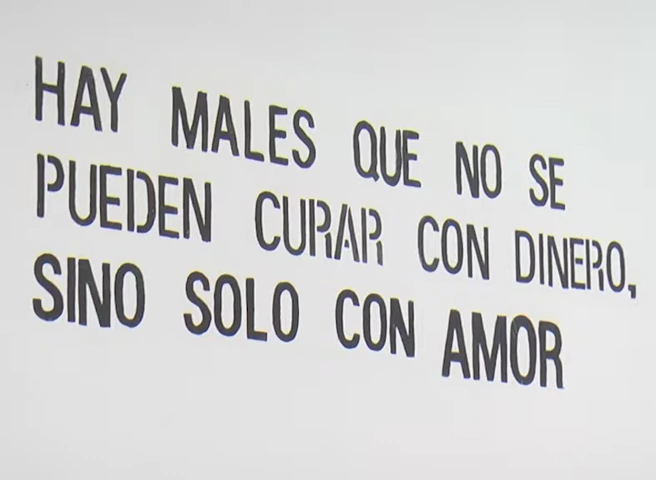 HAY MALES QUE NO SE
PUEDEN CURAR CON DINERO,
SINO SOLO CON AMOR